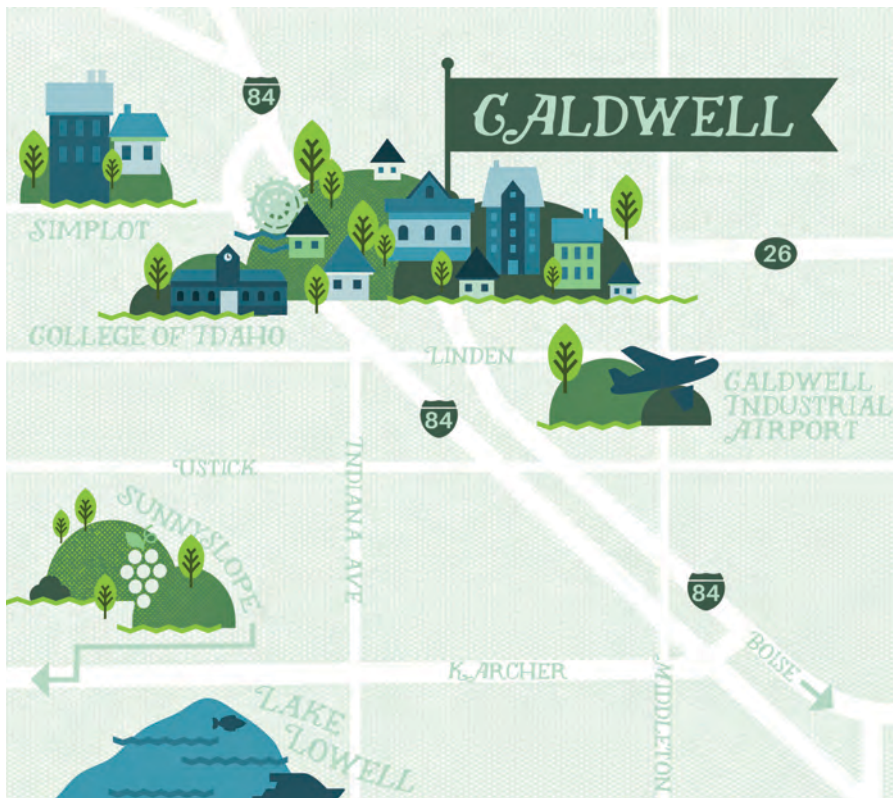 84
CALDWELL
SIMPLOT
26
COLLEGE OF IDAHO
LINDEN
CALDWELL
INDUSTRIAL
AIRPORT
84
USTICK
INDIANA AVE
SUNNYSLOPE
84
KARCHER
BOISE
MIDDLETON
LAKE
LOWELL